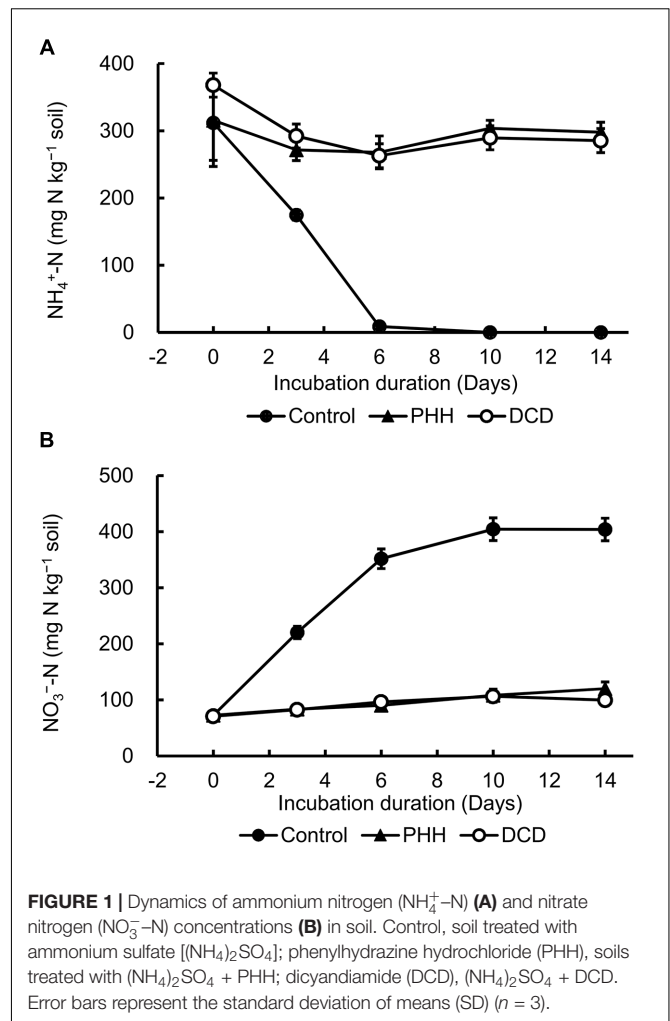 A
400
300
200
100
0
NH₄⁺-N (mg N kg⁻¹ soil)
-2 0 2 4 6 8 10 12 14
Incubation duration (Days)
Control PHH DCD
B
500
400
300
200
100
0
NO₃⁻-N (mg N kg⁻¹ soil)
-2 0 2 4 6 8 10 12 14
Incubation duration (Days)
Control PHH DCD
FIGURE 1 | Dynamics of ammonium nitrogen (NH₄⁺–N) (A) and nitrate
nitrogen (NO₃⁻–N) concentrations (B) in soil. Control, soil treated with
ammonium sulfate [(NH₄)₂SO₄]; phenylhydrazine hydrochloride (PHH), soils
treated with (NH₄)₂SO₄ + PHH; dicyandiamide (DCD), (NH₄)₂SO₄ + DCD.
Error bars represent the standard deviation of means (SD) (n = 3).